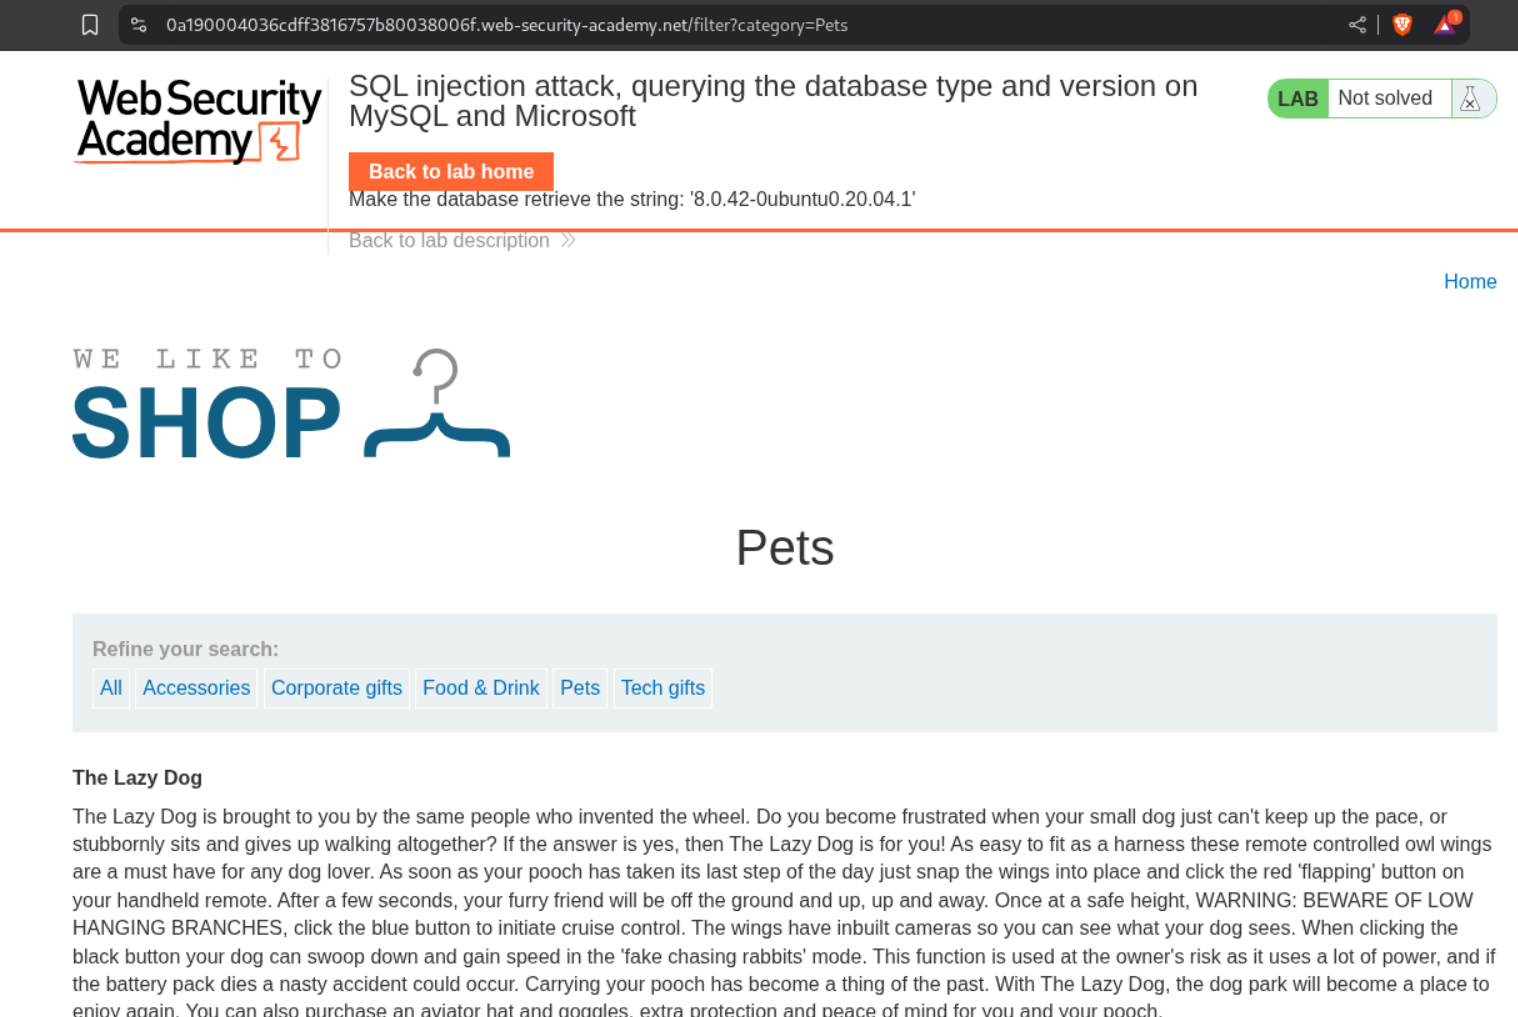 0a190004036cdff3816757b80038006f.web-security-academy.net/filter?category=Pets
1
WebSecurity
Academy
SQL injection attack, querying the database type and version on
MySQL and Microsoft
LAB Not solved
Back to lab home
Make the database retrieve the string: '8.0.42-0ubuntu0.20.04.1'
Back to lab description
Home
WE LIKE TO
SHOP
Pets
Refine your search:
All Accessories Corporate gifts Food & Drink Pets Tech gifts
The Lazy Dog
The Lazy Dog is brought to you by the same people who invented the wheel. Do you become frustrated when your small dog just can't keep up the pace, or
stubbornly sits and gives up walking altogether? If the answer is yes, then The Lazy Dog is for you! As easy to fit as a harness these remote controlled owl wings
are a must have for any dog lover. As soon as your pooch has taken its last step of the day just snap the wings into place and click the red 'flapping' button on
your handheld remote. After a few seconds, your furry friend will be off the ground and up, up and away. Once at a safe height, WARNING: BEWARE OF LOW
HANGING BRANCHES, click the blue button to initiate cruise control. The wings have inbuilt cameras so you can see what your dog sees. When clicking the
black button your dog can swoop down and gain speed in the 'fake chasing rabbits' mode. This function is used at the owner's risk as it uses a lot of power, and if
the battery pack dies a nasty accident could occur. Carrying your pooch has become a thing of the past. With The Lazy Dog, the dog park will become a place to
enjoy again. You can also purchase an aviator hat and goggles, extra protection and peace of mind for you and your pooch.